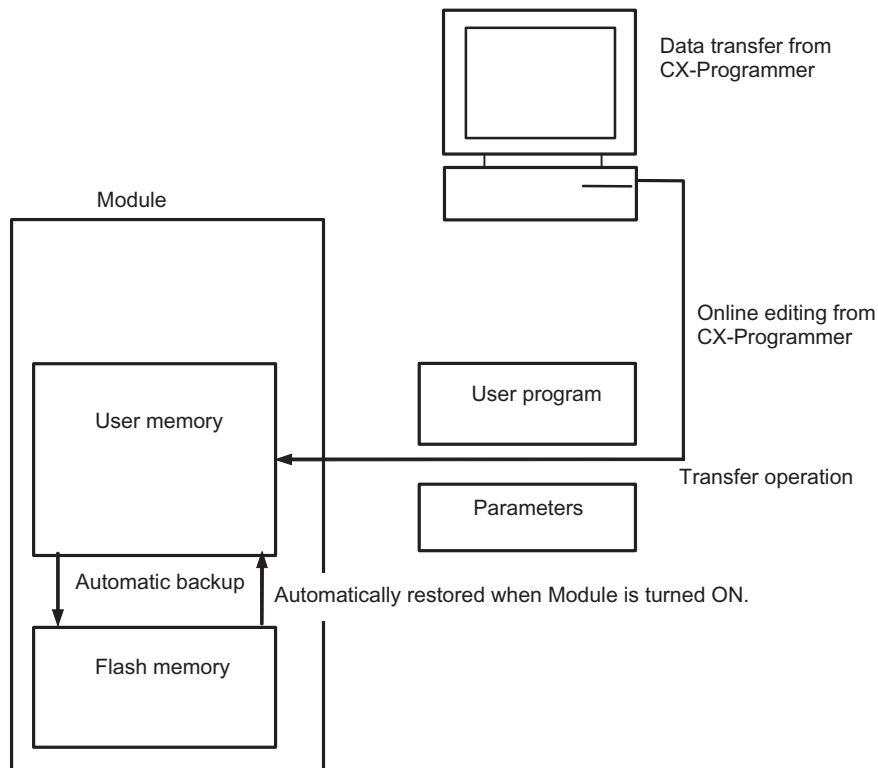 Data transfer from
CX-Programmer
Module
Online editing from
CX-Programmer
User program
User memory
Transfer operation
Parameters
Automatic backup
Automatically restored when Module is turned ON.
Flash memory